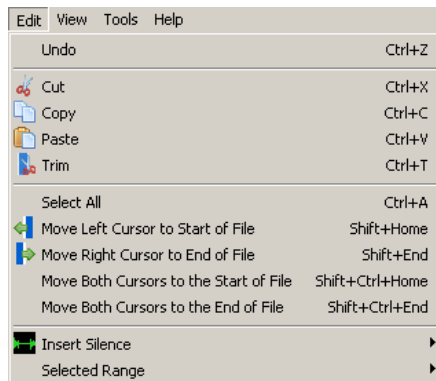 Edit View Tools Help
Undo Ctrl+Z
Cut Ctrl+X
Copy Ctrl+C
Paste Ctrl+V
Trim Ctrl+T
Select All Ctrl+A
Move Left Cursor to Start of File Shift+Home
Move Right Cursor to End of File Shift+End
Move Both Cursors to the Start of File Shift+Ctrl+Home
Move Both Cursors to the End of File Shift+Ctrl+End
Insert Silence
Selected Range